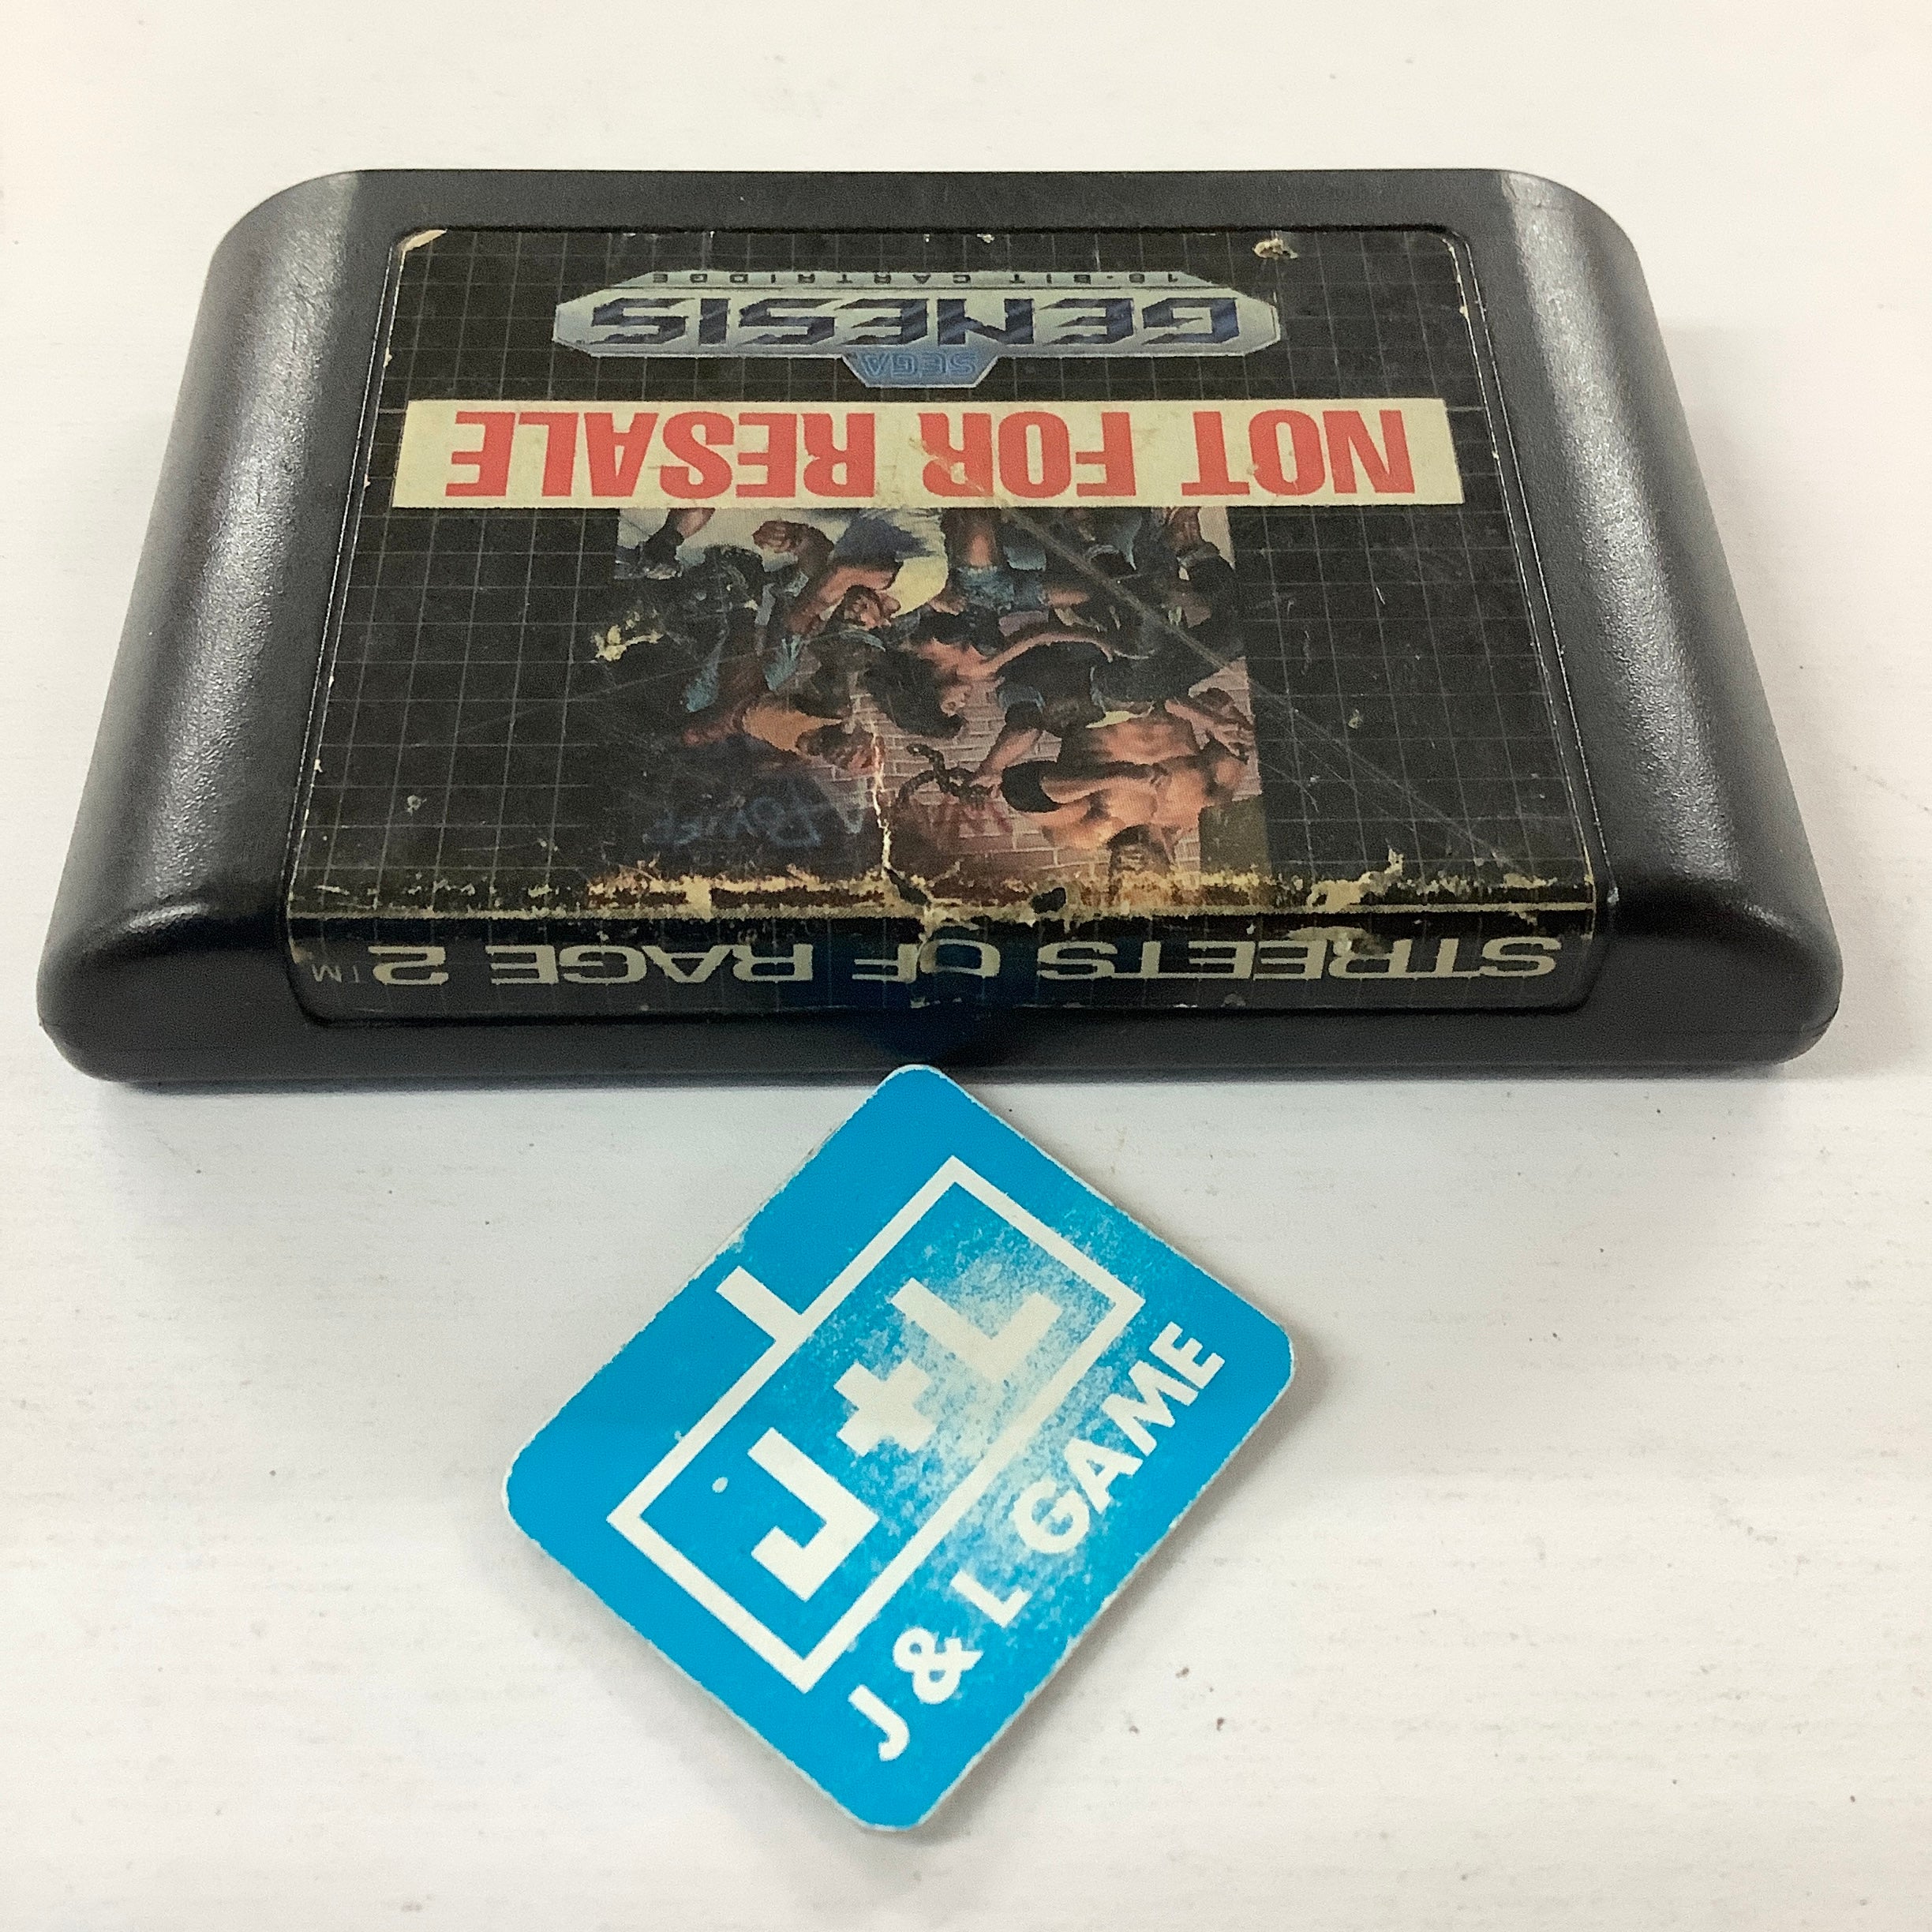 STREETS OF RAGE 2 ™
NOT FOR RESALE
SEGA
GENESIS
16-BIT CARTRIDGE
J+L
J & L GAME